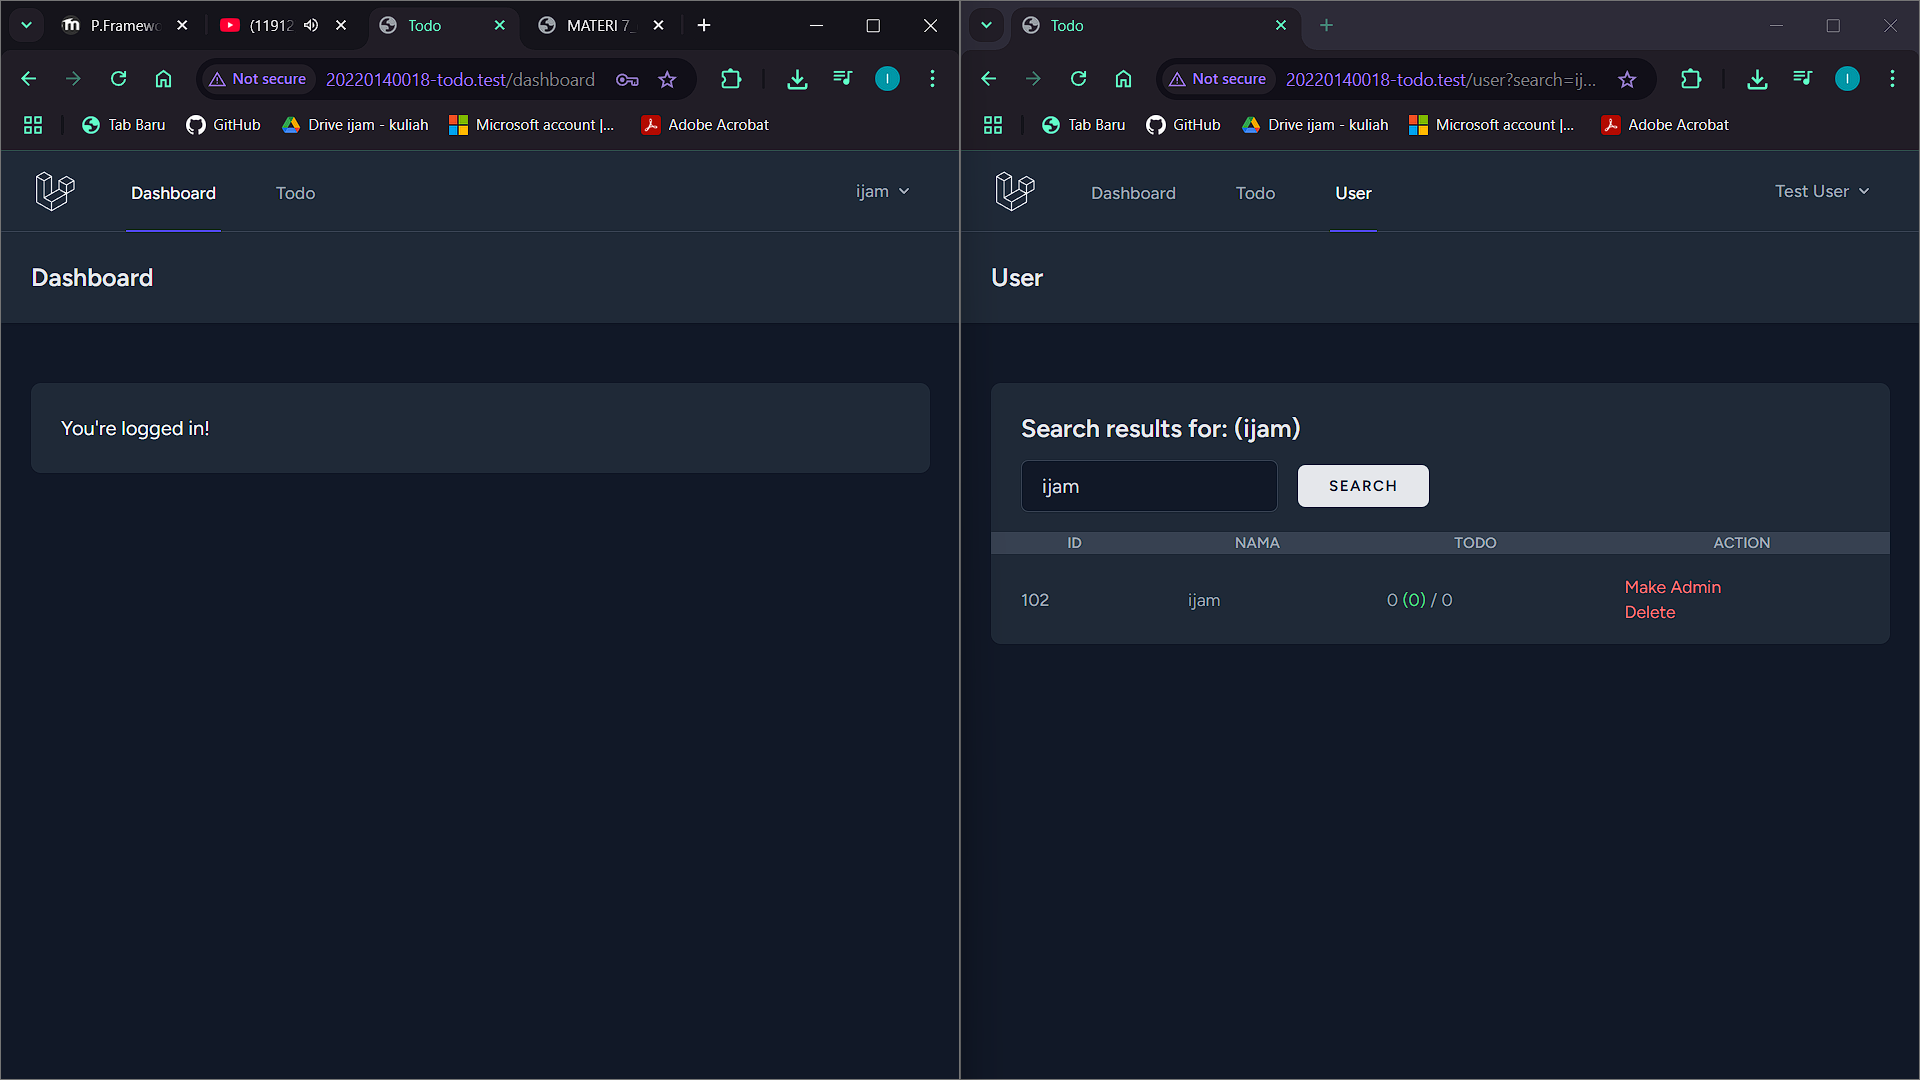 P.Framewo
(11912
Todo
MATERI 7_
Not secure
20220140018-todo.test/dashboard
Tab Baru
GitHub
Drive ijam - kuliah
Microsoft account |...
Adobe Acrobat
Dashboard
Todo
ijam
Dashboard
You're logged in!
Todo
Not secure
20220140018-todo.test/user?search=ij...
Tab Baru
GitHub
Drive ijam - kuliah
Microsoft account |...
Adobe Acrobat
Dashboard
Todo
User
Test User
User
Search results for: (ijam)
ijam
SEARCH
ID NAMA TODO ACTION
102 ijam 0 (0) / 0 Make Admin
Delete